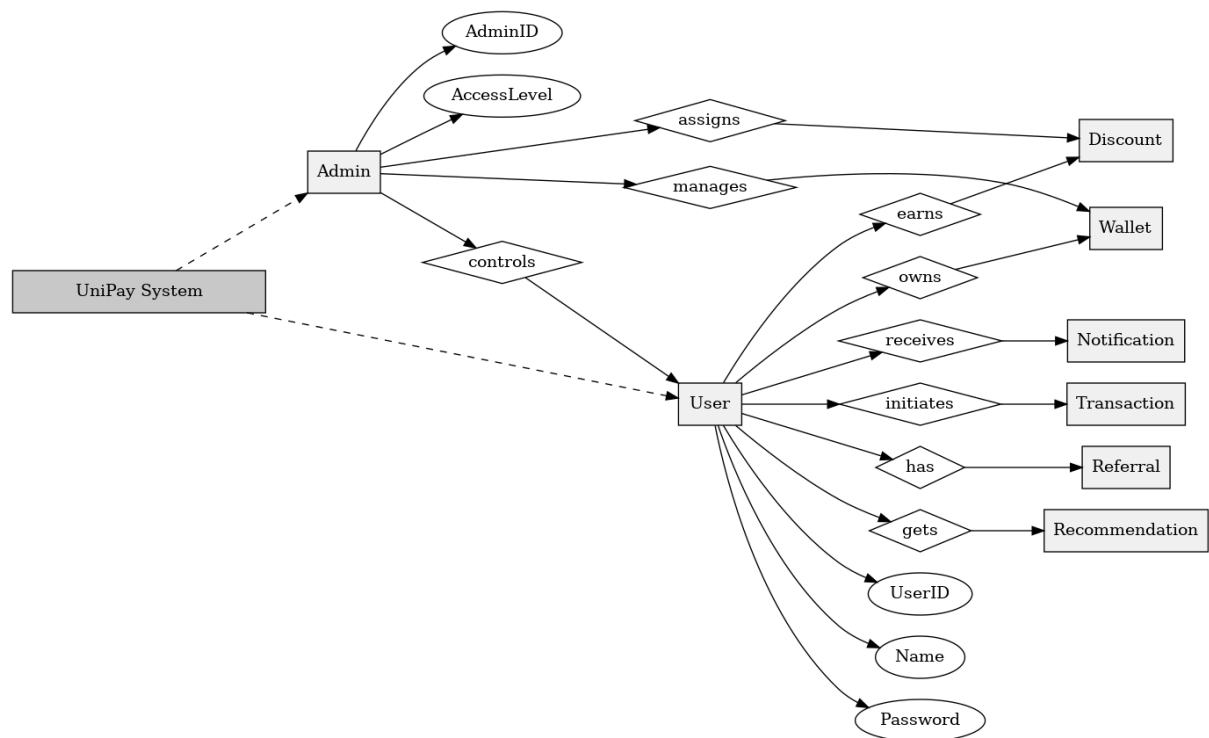 AdminID
AccessLevel
assigns
Discount
Admin
manages
earns
Wallet
controls
owns
UniPay System
receives
Notification
User
initiates
Transaction
has
Referral
gets
Recommendation
UserID
Name
Password